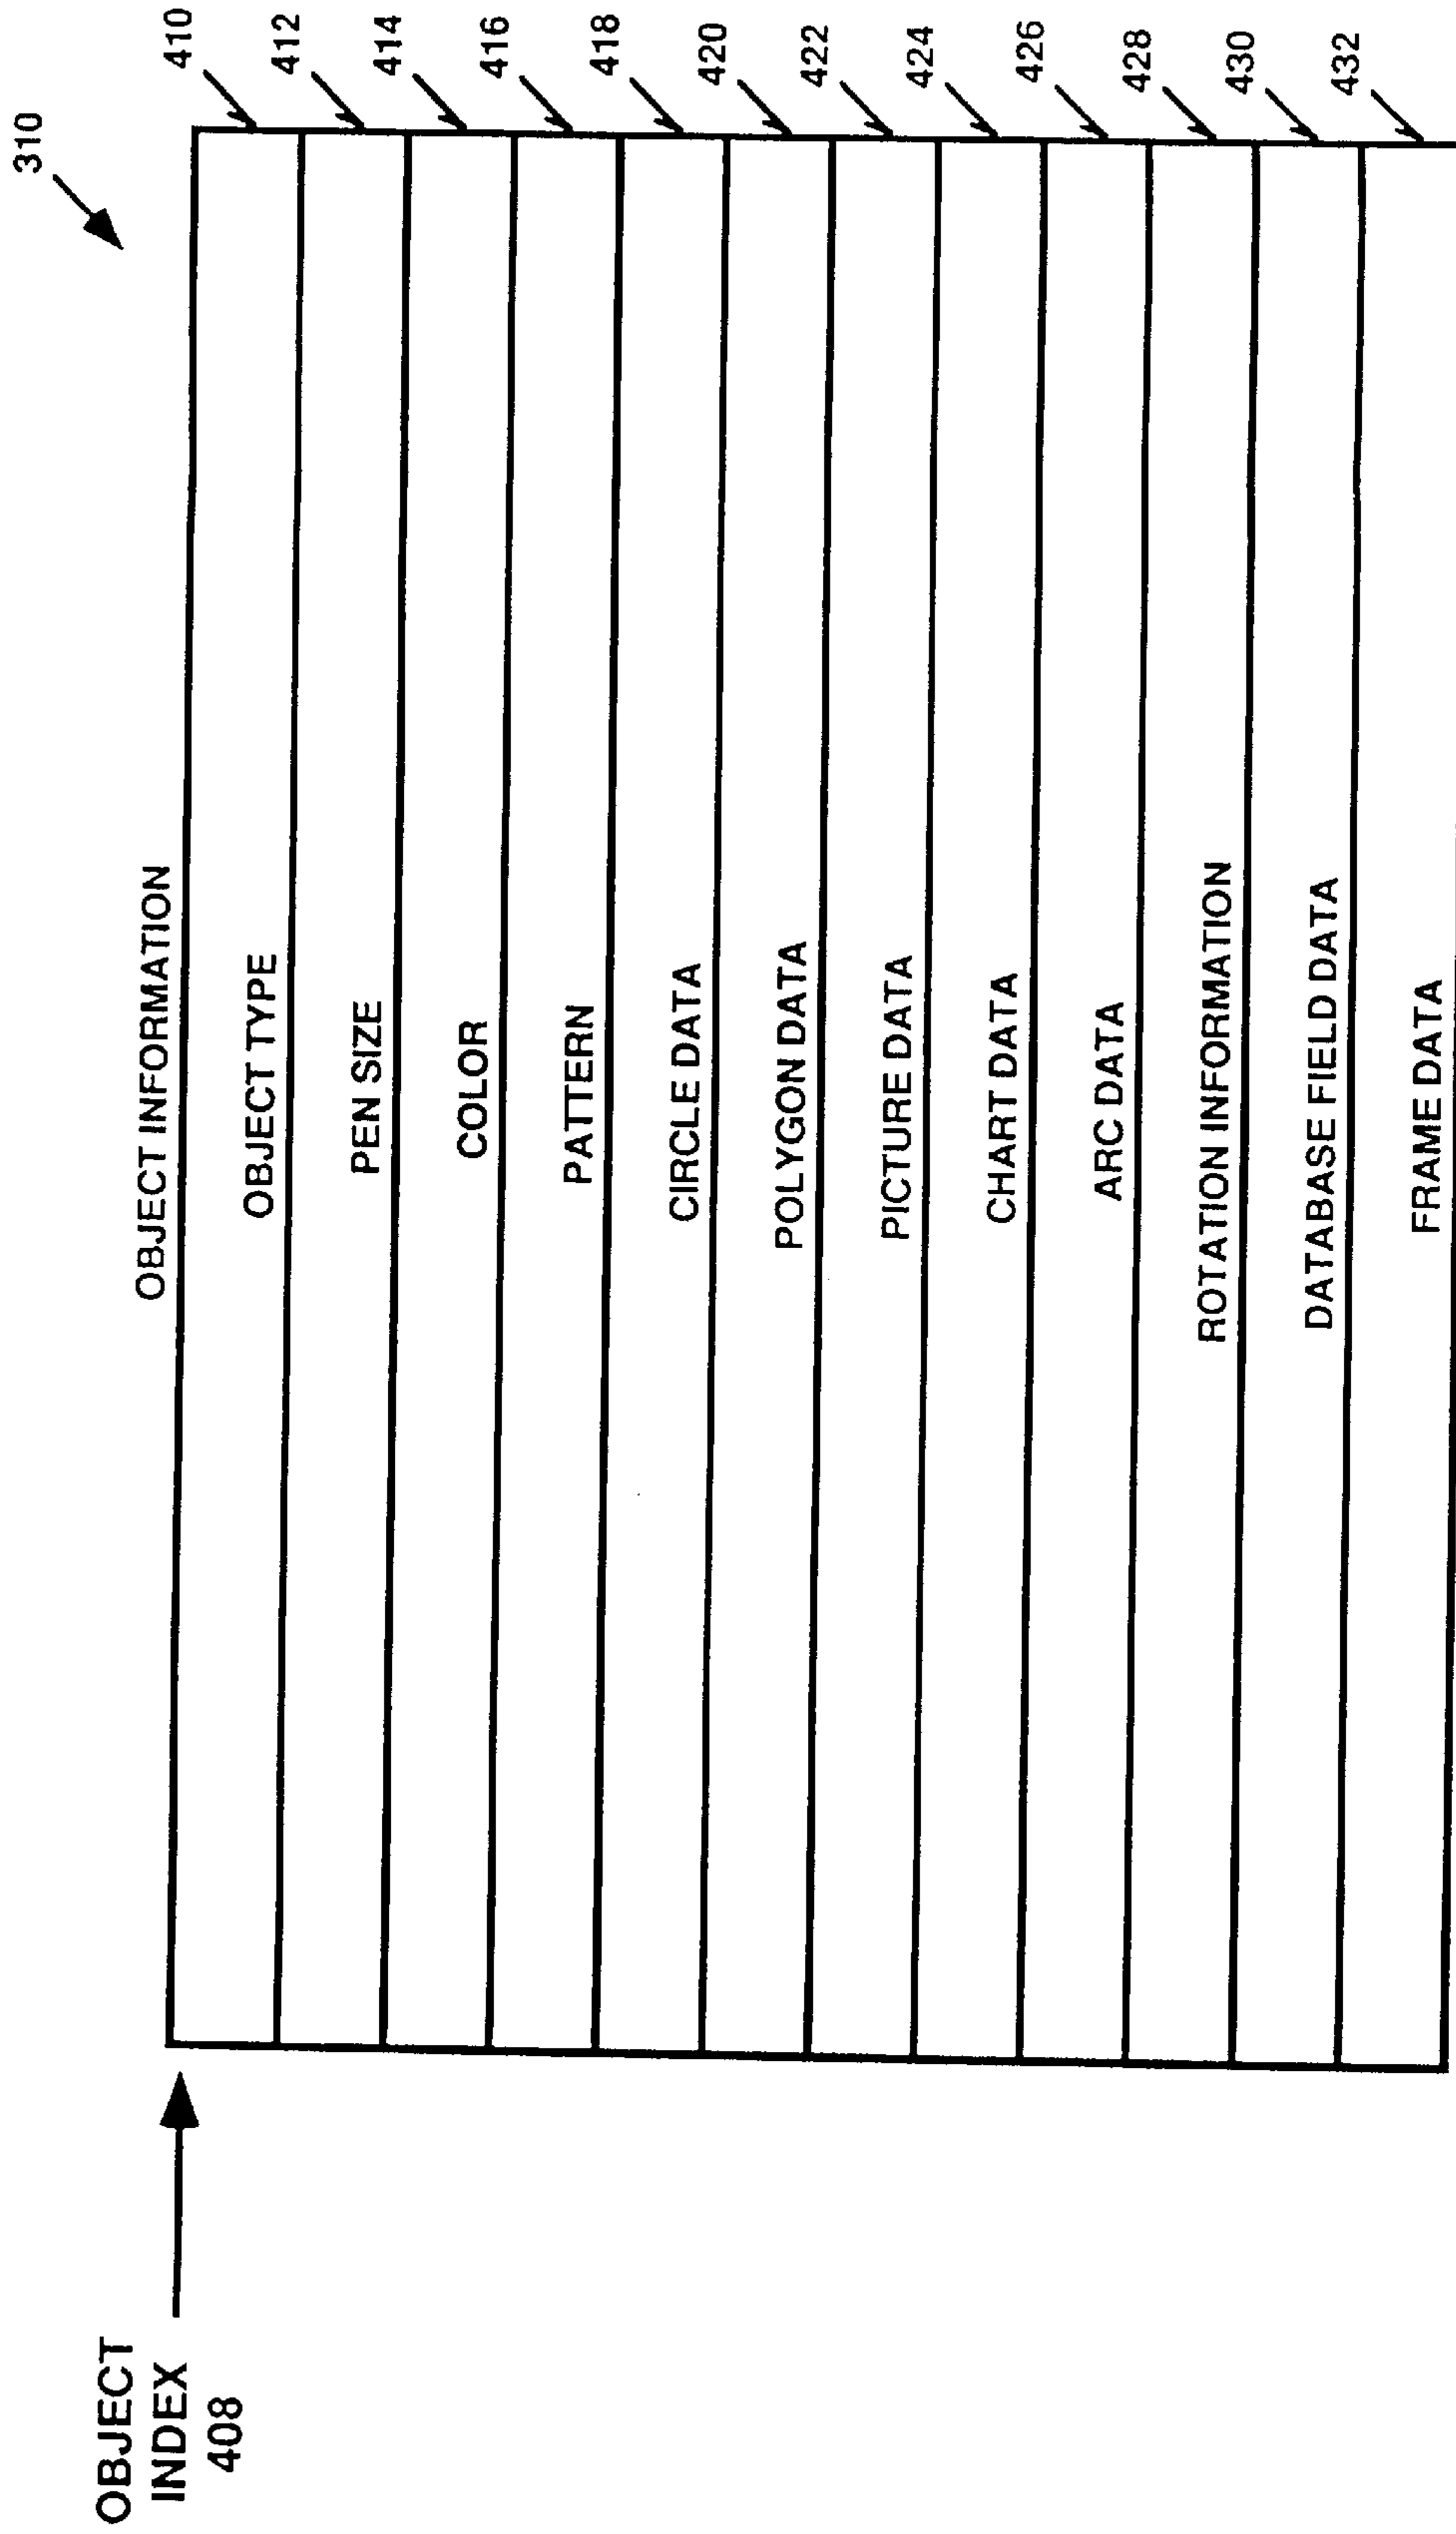 310
OBJECT INFORMATION
OBJECT INDEX
408
OBJECT TYPE 410
PEN SIZE 412
COLOR 414
PATTERN 416
CIRCLE DATA 418
POLYGON DATA 420
PICTURE DATA 422
CHART DATA 424
ARC DATA 426
ROTATION INFORMATION 428
DATABASE FIELD DATA 430
FRAME DATA 432